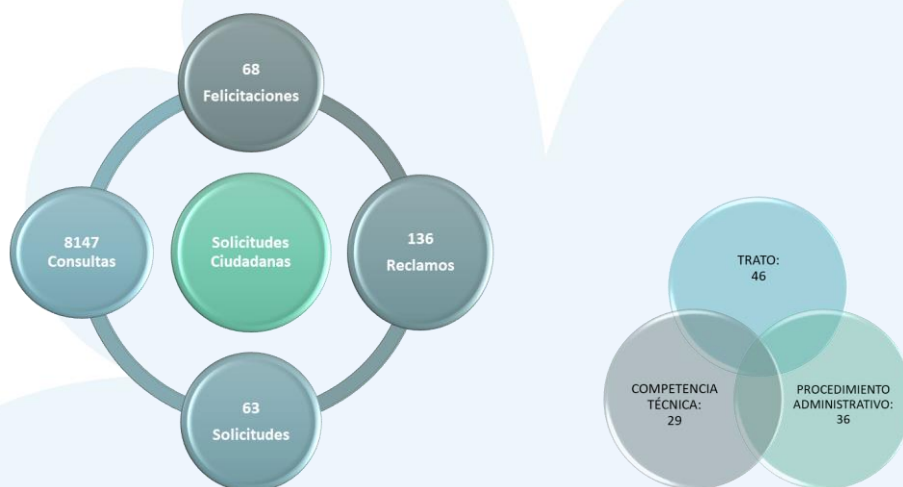 68
Felicitaciones
8147
Consultas
Solicitudes
Ciudadanas
136
Reclamos
63
Solicitudes
TRATO:
46
COMPETENCIA
TÉCNICA:
29
PROCEDIMIENTO
ADMINISTRATIVO:
36